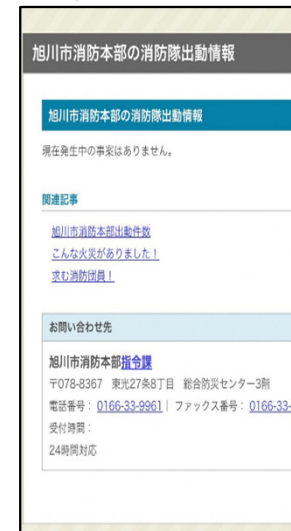 旭川市消防本部の消防隊出動情報
旭川市消防本部の消防隊出動情報
現在発生中の事案はありません。
関連記事
旭川市消防本部出動件数
こんな火災がありました！
求む消防団員！
お問い合わせ先
旭川市消防本部指令課
〒078-8367 東光27条8丁目 総合防災センター3階
電話番号： 0166-33-9961 | ファックス番号： 0166-33-
受付時間：
24時間対応